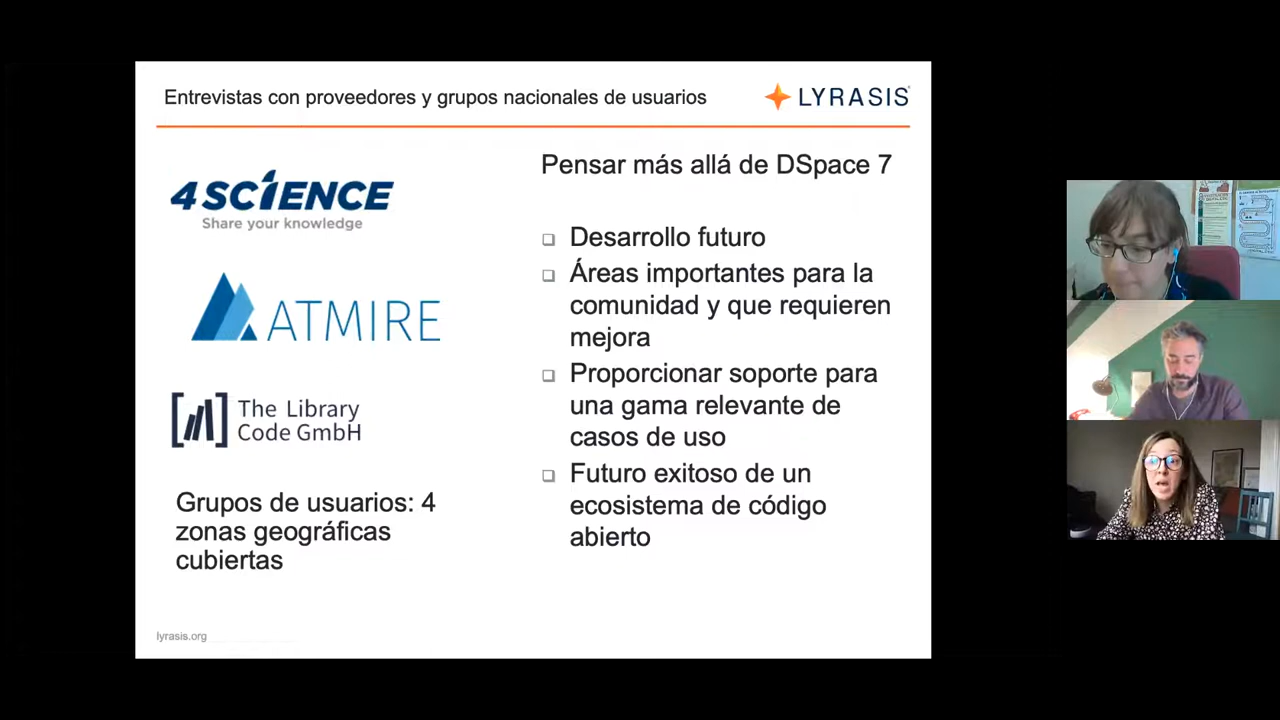 Entrevistas con proveedores y grupos nacionales de usuarios
LYRASIS
4SCIENCE
Share your knowledge
ATMIRE
The Library
Code GmbH
Grupos de usuarios: 4
zonas geográficas
cubiertas
Pensar más allá de DSpace 7
Desarrollo futuro
Áreas importantes para la
comunidad y que requieren
mejora
Proporcionar soporte para
una gama relevante de
casos de uso
Futuro exitoso de un
ecosistema de código
abierto
lyrasis.org